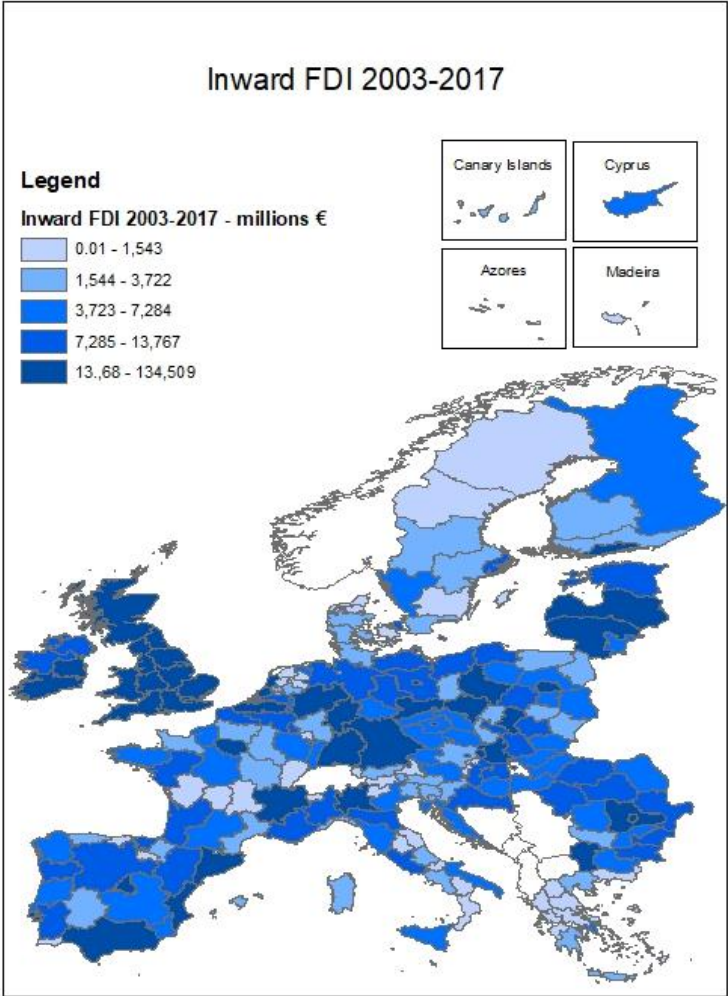 Inward FDI 2003-2017
Canary Islands
Cyprus
Legend
Inward FDI 2003-2017 - millions €
0.01 - 1,543
1,544 - 3,722
3,723 - 7,284
7,285 - 13,767
13.,68 - 134,509
Azores
Madeira